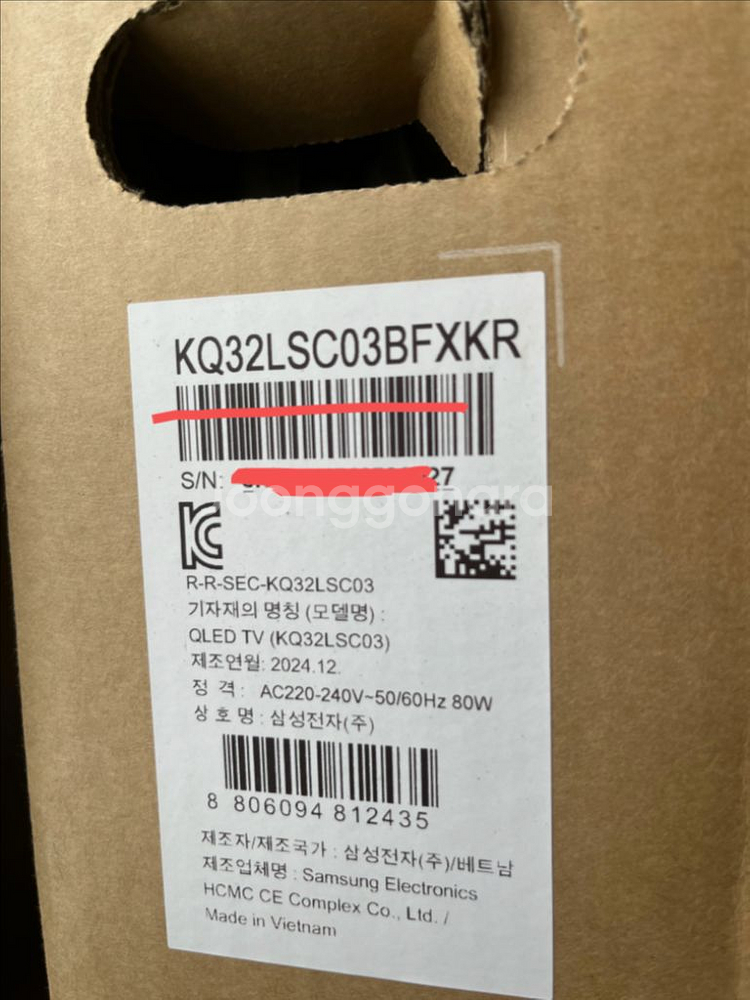 KQ32LSC03BFXKR
S/N: 27
joonggonara
R-R-SEC-KQ32LSC03
기자재의 명칭 (모델명) :
QLED TV (KQ32LSC03)
제조연월: 2024.12.
정 격 : AC220-240V~50/60Hz 80W
상 호 명 : 삼성전자(주)
8 806094 812435
제조자/제조국가 : 삼성전자(주)/베트남
제조업체명 : Samsung Electronics
HCMC CE Complex Co., Ltd. /
Made in Vietnam